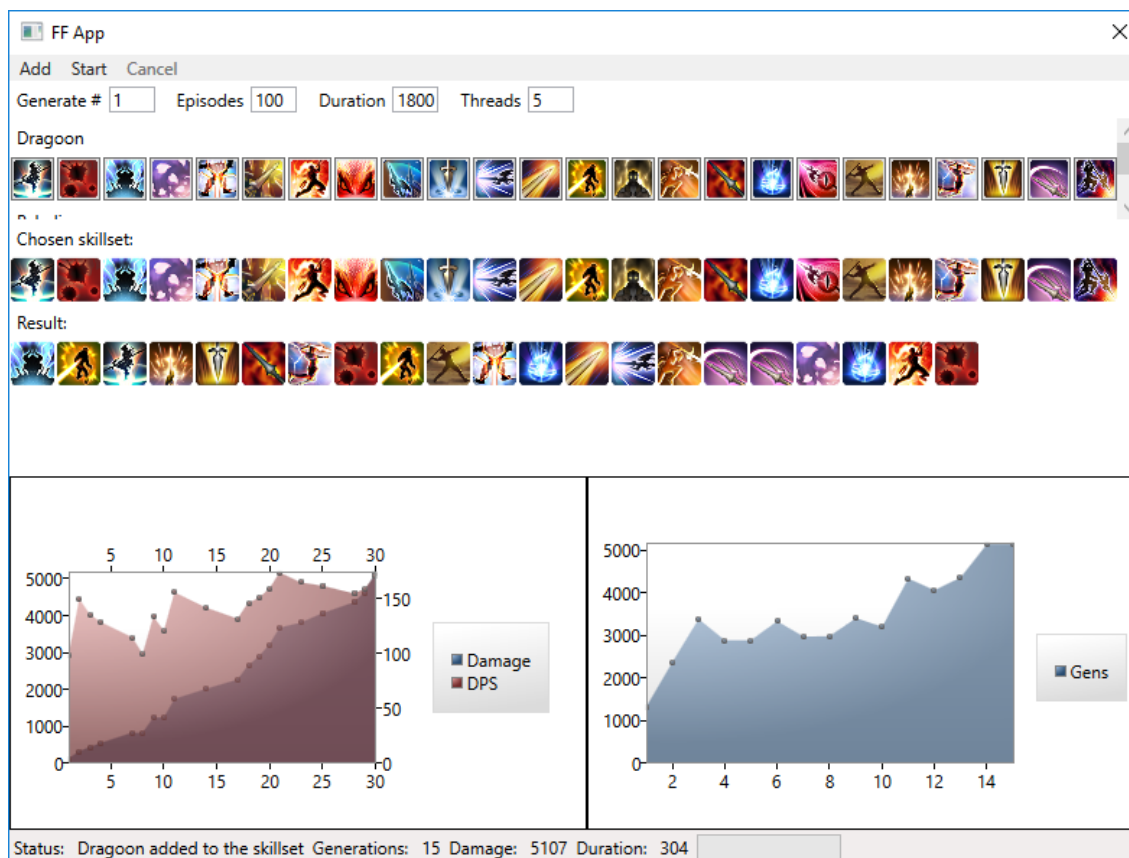 FF App
Add Start Cancel
Generate # 1 Episodes 100 Duration 1800 Threads 5
Dragoon
Chosen skillset:
Result:
5 10 15 20 25 30
5000
4000
3000
2000
1000
0
150
100
50
0
5 10 15 20 25 30
Damage
DPS
5000
4000
3000
2000
1000
0
2 4 6 8 10 12 14
Gens
Status: Dragoon added to the skillset Generations: 15 Damage: 5107 Duration: 304